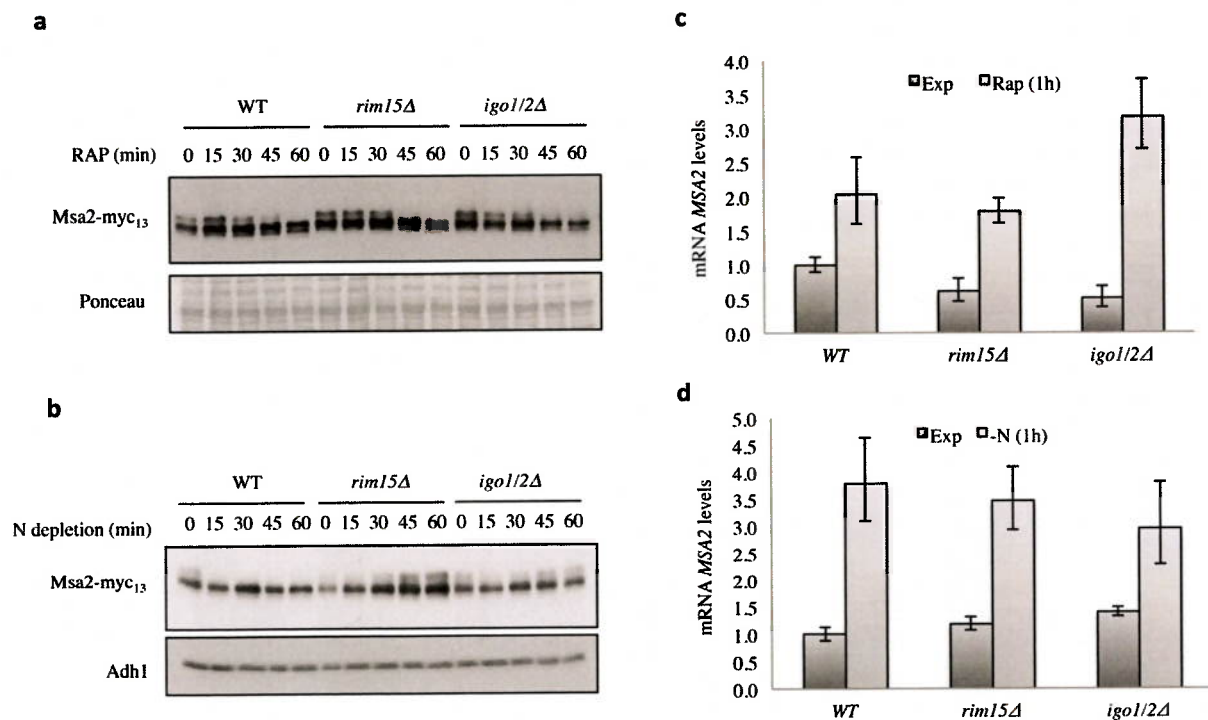 a
WT rim15Δ igo1/2Δ
RAP (min) 0 15 30 45 60 0 15 30 45 60 0 15 30 45 60
Msa2-myc13
Ponceau
b
WT rim15Δ igo1/2Δ
N depletion (min) 0 15 30 45 60 0 15 30 45 60 0 15 30 45 60
Msa2-myc13
Adh1
c
4.0
3.5
3.0
2.5
2.0
1.5
1.0
0.5
0.0
mRNA MSA2 levels
Exp Rap (1h)
WT rim15Δ igo1/2Δ
d
5.0
4.5
4.0
3.5
3.0
2.5
2.0
1.5
1.0
0.5
0.0
mRNA MSA2 levels
Exp -N (1h)
WT rim15Δ igo1/2Δ